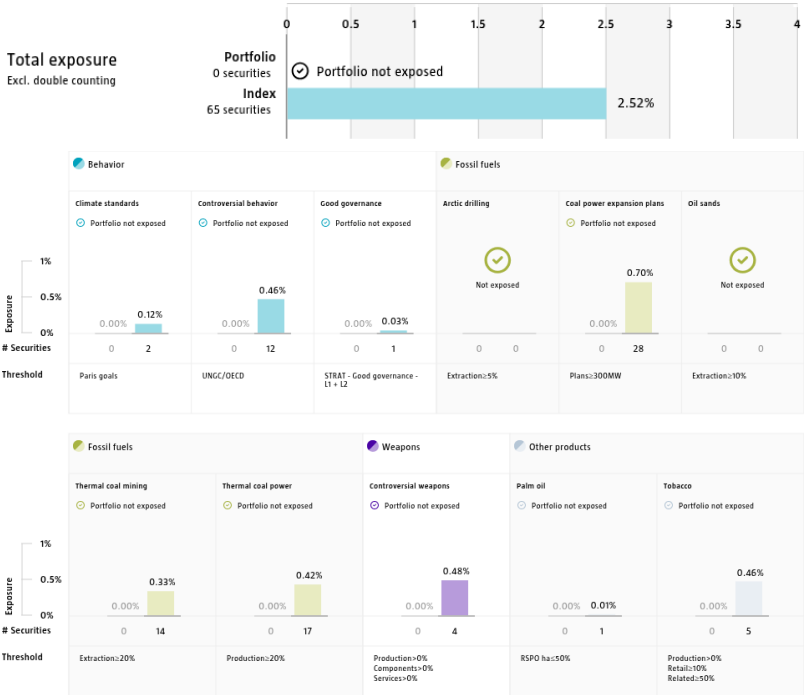 0 0.5 1 1.5 2 2.5 3 3.5 4
Total exposure
Excl. double counting
Portfolio
0 securities
Portfolio not exposed
Index
65 securities
2.52%
Behavior
Fossil fuels
Climate standards
Controversial behavior
Good governance
Arctic drilling
Coal power expansion plans
Oil sands
Portfolio not exposed
Portfolio not exposed
Portfolio not exposed
Portfolio not exposed
Not exposed
Not exposed
Exposure
1%
0.5%
0%
0.00% 0.12%
0.00% 0.46%
0.00% 0.03%
0.00% 0.70%
# Securities
0 2
0 12
0 1
0 0
0 28
0 0
Threshold
Paris goals
UNGC/OECD
STRAT - Good governance -
L1 + L2
Extraction≥5%
Plans≥300MW
Extraction≥10%
Fossil fuels
Weapons
Other products
Thermal coal mining
Thermal coal power
Controversial weapons
Palm oil
Tobacco
Portfolio not exposed
Portfolio not exposed
Portfolio not exposed
Portfolio not exposed
Portfolio not exposed
Exposure
1%
0.5%
0%
0.00% 0.33%
0.00% 0.42%
0.00% 0.48%
0.00% 0.01%
0.00% 0.46%
# Securities
0 14
0 17
0 4
0 1
0 5
Threshold
Extraction≥20%
Production≥20%
Production>0%
Components>0%
Services>0%
RSPO ha≤50%
Production>0%
Retail≥10%
Related≥50%